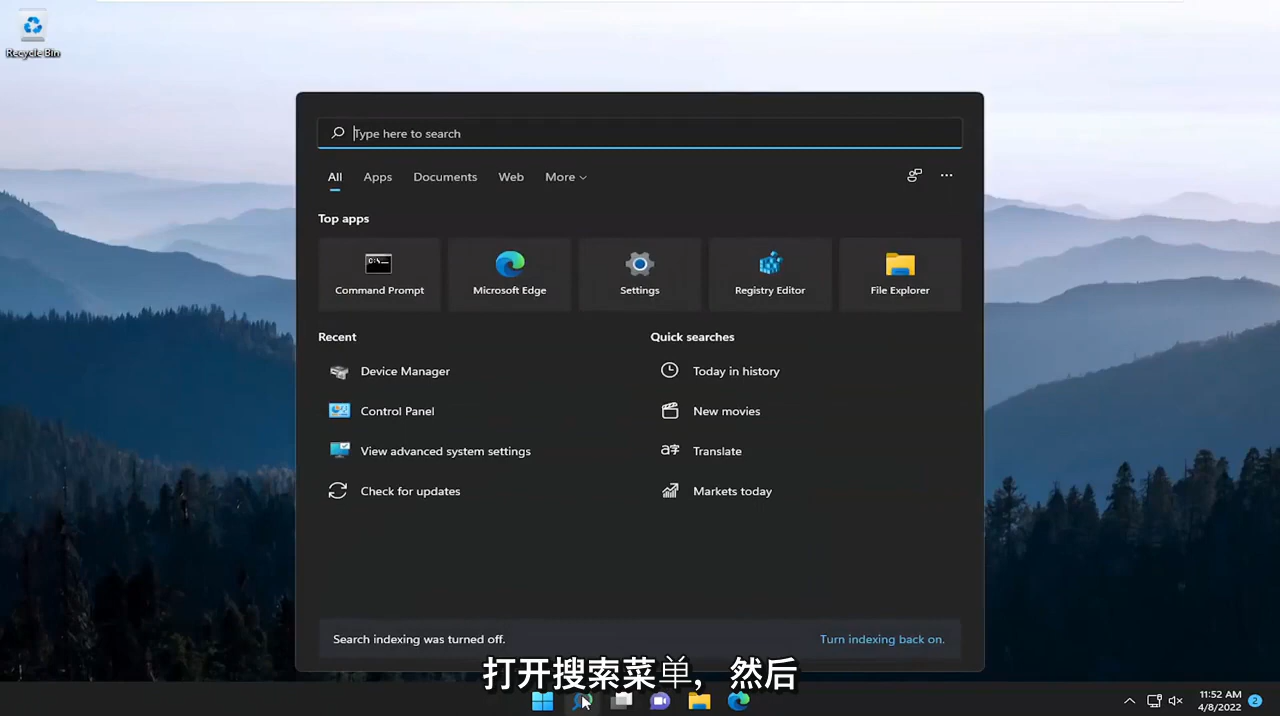 Recycle Bin
Type here to search
All Apps Documents Web More
Top apps
Command Prompt Microsoft Edge Settings Registry Editor File Explorer
Recent Quick searches
Device Manager Today in history
Control Panel New movies
View advanced system settings Translate
Check for updates Markets today
Search indexing was turned off. Turn indexing back on.
打开搜索菜单，然后
11:52 AM
4/8/2022 2